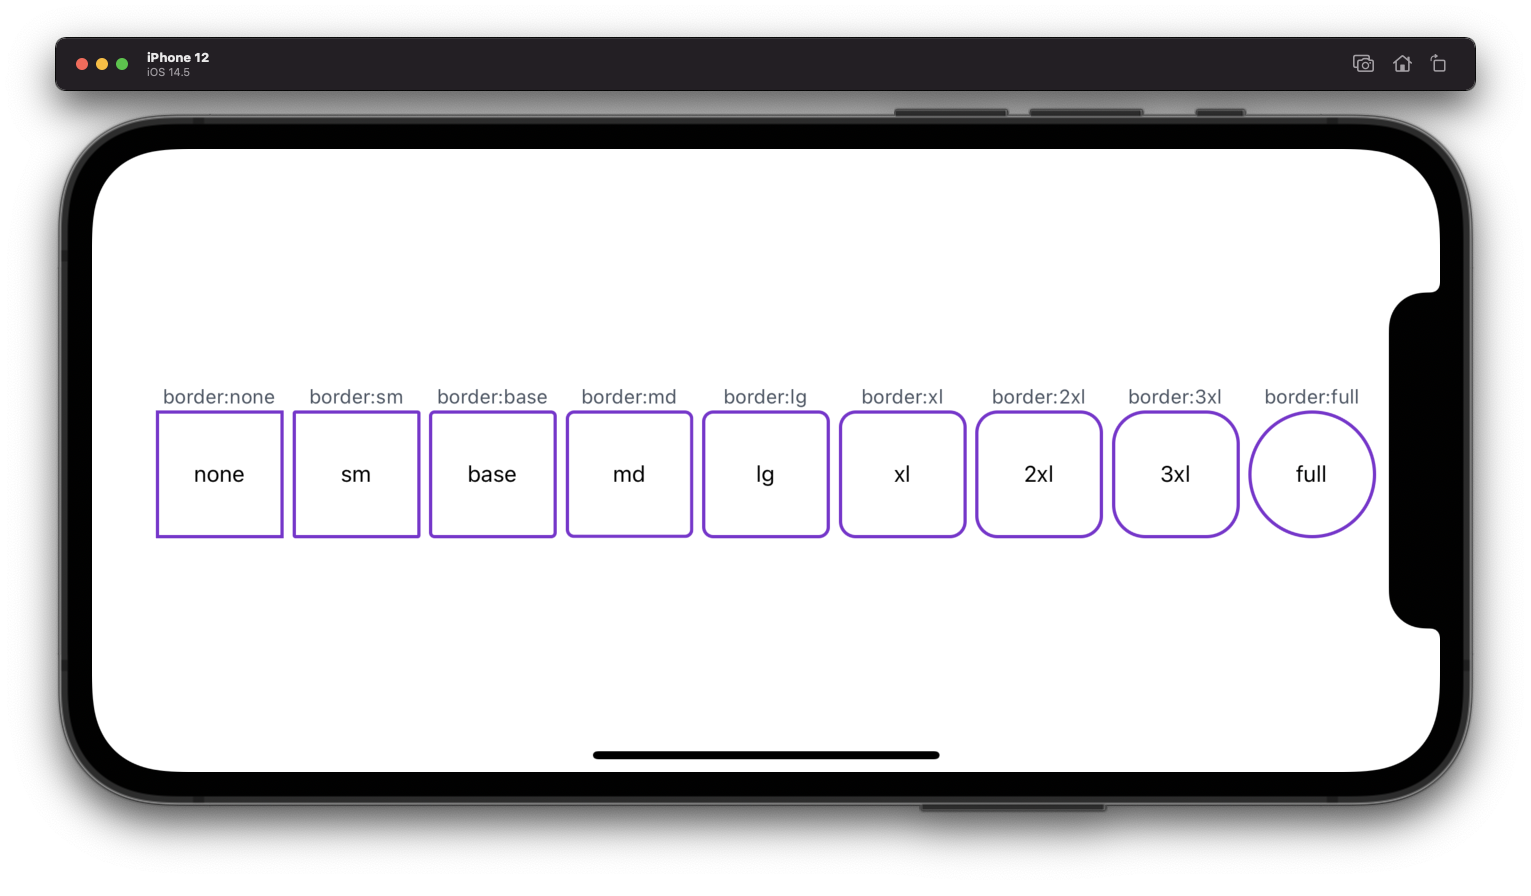 iPhone 12
iOS 14.5
border:none border:sm border:base border:md border:lg border:xl border:2xl border:3xl border:full
none sm base md lg xl 2xl 3xl full